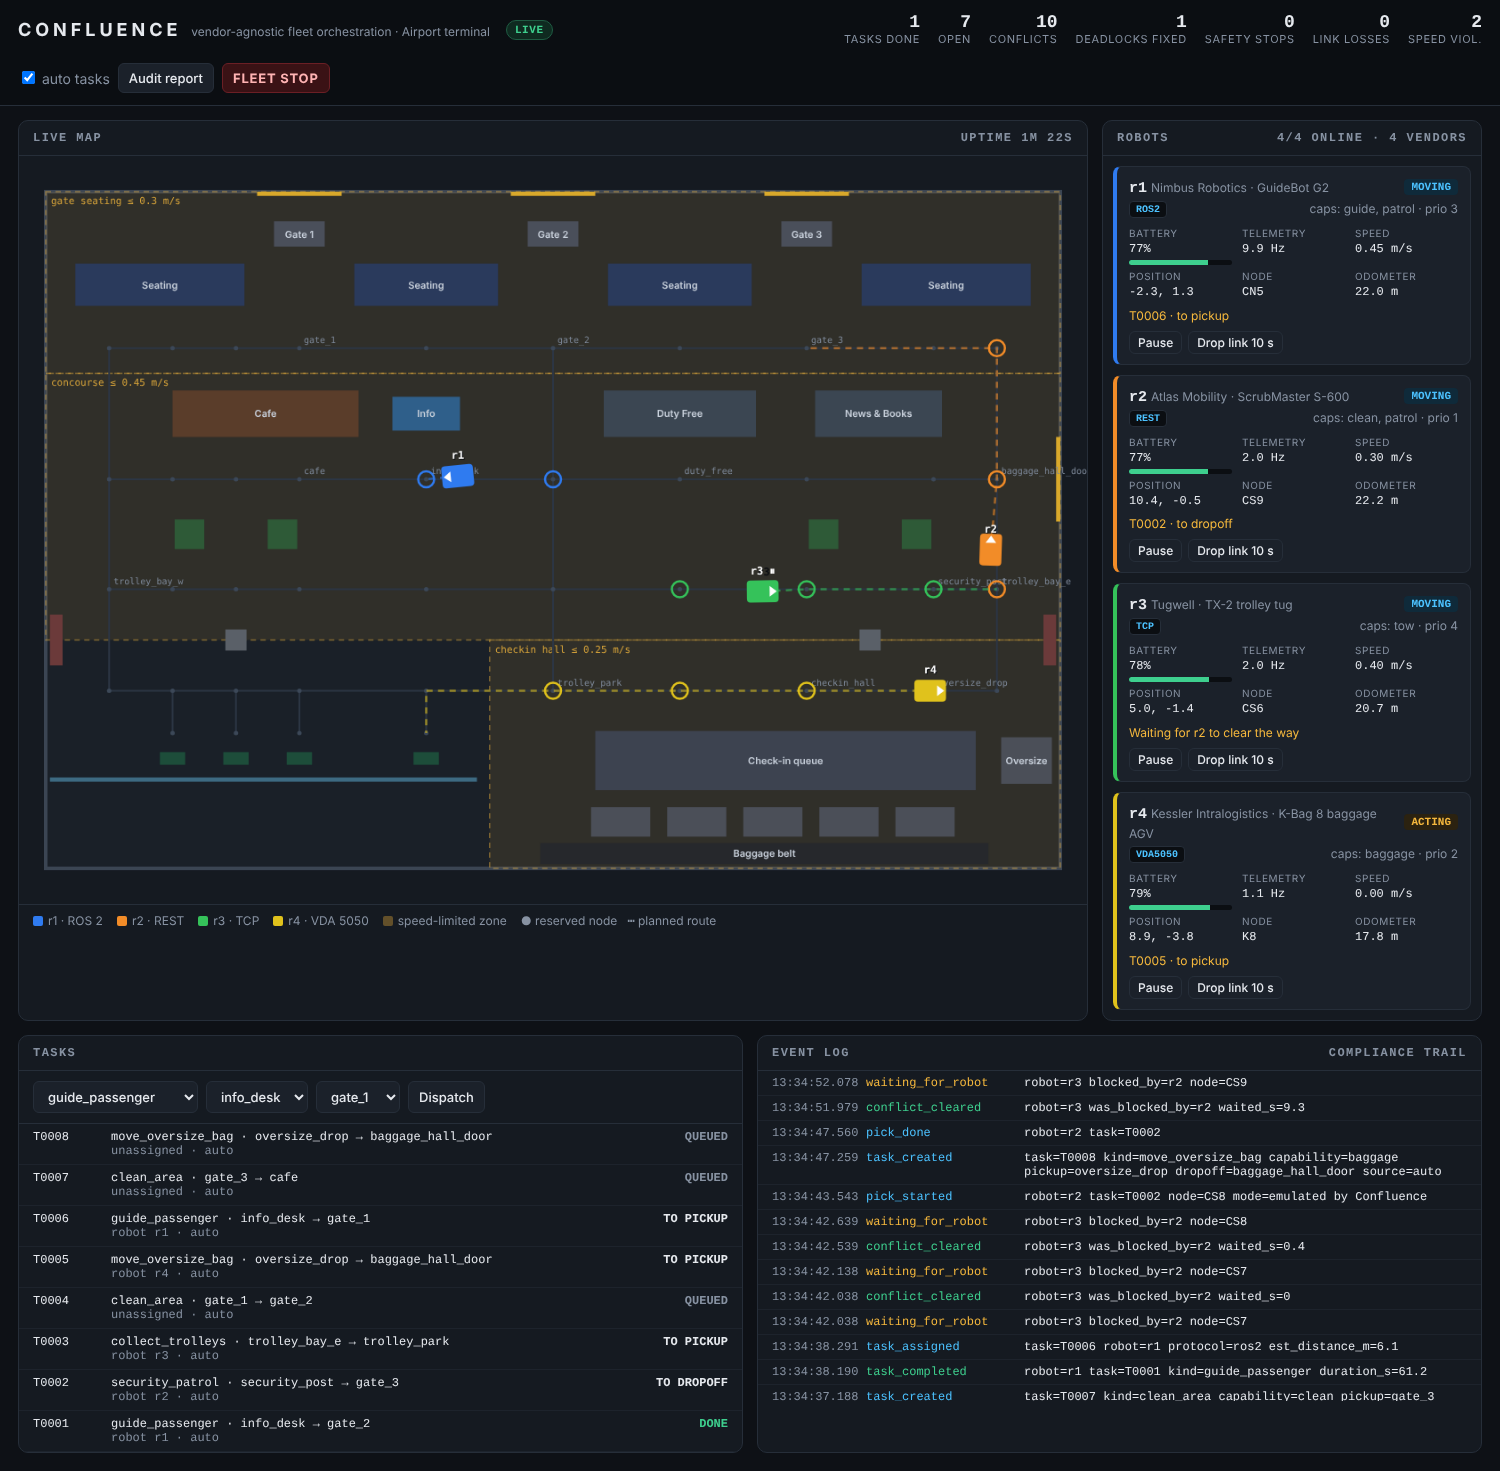 CONFLUENCE vendor-agnostic fleet orchestration · Airport terminal LIVE
1 7 10 1 0 0 2
TASKS DONE OPEN CONFLICTS DEADLOCKS FIXED SAFETY STOPS LINK LOSSES SPEED VIOL.
auto tasks Audit report FLEET STOP
LIVE MAP UPTIME 1M 22S
gate seating ≤ 0.3 m/s
Gate 1 Gate 2 Gate 3
Seating Seating Seating Seating
gate_1 gate_2 gate_3
concourse ≤ 0.45 m/s
Cafe Info Duty Free News & Books
r1
cafe duty_free
r2
r3
trolley_bay_w trolley_bay_e
checkin hall ≤ 0.25 m/s
r4
trolley_park checkin_hall
Check-in queue Oversize
Baggage belt
r1 · ROS 2 r2 · REST r3 · TCP r4 · VDA 5050 speed-limited zone reserved node planned route
ROBOTS 4/4 ONLINE · 4 VENDORS
r1 Nimbus Robotics · GuideBot G2 MOVING
ROS2 caps: guide, patrol · prio 3
BATTERY TELEMETRY SPEED
77% 9.9 Hz 0.45 m/s
POSITION NODE ODOMETER
-2.3, 1.3 CN5 22.0 m
T0006 · to pickup
Pause Drop link 10 s
r2 Atlas Mobility · ScrubMaster S-600 MOVING
REST caps: clean, patrol · prio 1
BATTERY TELEMETRY SPEED
77% 2.0 Hz 0.30 m/s
POSITION NODE ODOMETER
10.4, -0.5 CS9 22.2 m
T0002 · to dropoff
Pause Drop link 10 s
r3 Tugwell · TX-2 trolley tug MOVING
TCP caps: tow · prio 4
BATTERY TELEMETRY SPEED
78% 2.0 Hz 0.40 m/s
POSITION NODE ODOMETER
5.0, -1.4 CS6 20.7 m
Waiting for r2 to clear the way
Pause Drop link 10 s
r4 Kessler Intralogistics · K-Bag 8 baggage AGV ACTING
VDA5050 caps: baggage · prio 2
BATTERY TELEMETRY SPEED
79% 1.1 Hz 0.00 m/s
POSITION NODE ODOMETER
8.9, -3.8 K8 17.8 m
T0005 · to pickup
Pause Drop link 10 s
TASKS
guide_passenger info_desk gate_1 Dispatch
T0008 move_oversize_bag · oversize_drop → baggage_hall_door QUEUED
unassigned · auto
T0007 clean_area · gate_3 → cafe QUEUED
unassigned · auto
T0006 guide_passenger · info_desk → gate_1 TO PICKUP
robot r1 · auto
T0005 move_oversize_bag · oversize_drop → baggage_hall_door TO PICKUP
robot r4 · auto
T0004 clean_area · gate_1 → gate_2 QUEUED
unassigned · auto
T0003 collect_trolleys · trolley_bay_e → trolley_park TO PICKUP
robot r3 · auto
T0002 security_patrol · security_post → gate_3 TO DROPOFF
robot r2 · auto
T0001 guide_passenger · info_desk → gate_2 DONE
robot r1 · auto
EVENT LOG COMPLIANCE TRAIL
13:34:52.078 waiting_for_robot robot=r3 blocked_by=r2 node=CS9
13:34:51.979 conflict_cleared robot=r3 was_blocked_by=r2 waited_s=9.3
13:34:47.560 pick_done robot=r2 task=T0002
13:34:47.259 task_created task=T0008 kind=move_oversize_bag capability=baggage
pickup=oversize_drop dropoff=baggage_hall_door source=auto
13:34:43.543 pick_started robot=r2 task=T0002 node=CS8 mode=emulated by Confluence
13:34:42.639 waiting_for_robot robot=r3 blocked_by=r2 node=CS8
13:34:42.539 conflict_cleared robot=r3 was_blocked_by=r2 waited_s=0.4
13:34:42.138 waiting_for_robot robot=r3 blocked_by=r2 node=CS7
13:34:42.038 conflict_cleared robot=r3 was_blocked_by=r2 waited_s=0
13:34:42.038 waiting_for_robot robot=r3 blocked_by=r2 node=CS7
13:34:38.291 task_assigned task=T0006 robot=r1 protocol=ros2 est_distance_m=6.1
13:34:38.190 task_completed robot=r1 task=T0001 kind=guide_passenger duration_s=61.2
13:34:37.188 task_created task=T0007 kind=clean_area capability=clean pickup=gate_3